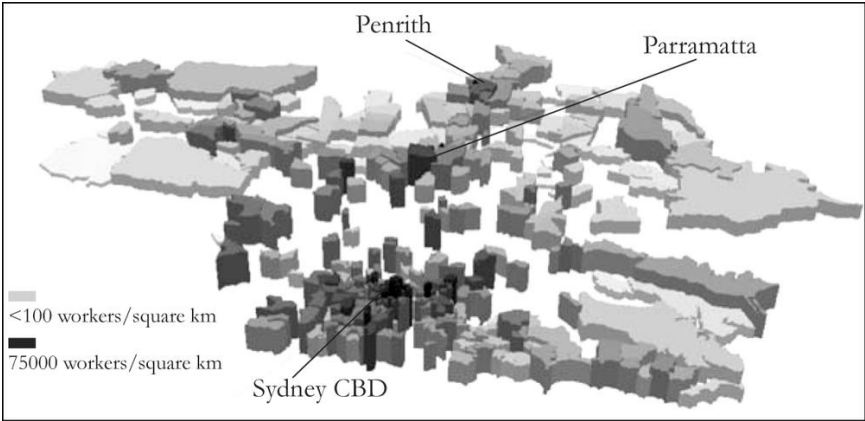 Penrith
Parramatta
<100 workers/square km
75000 workers/square km
Sydney CBD